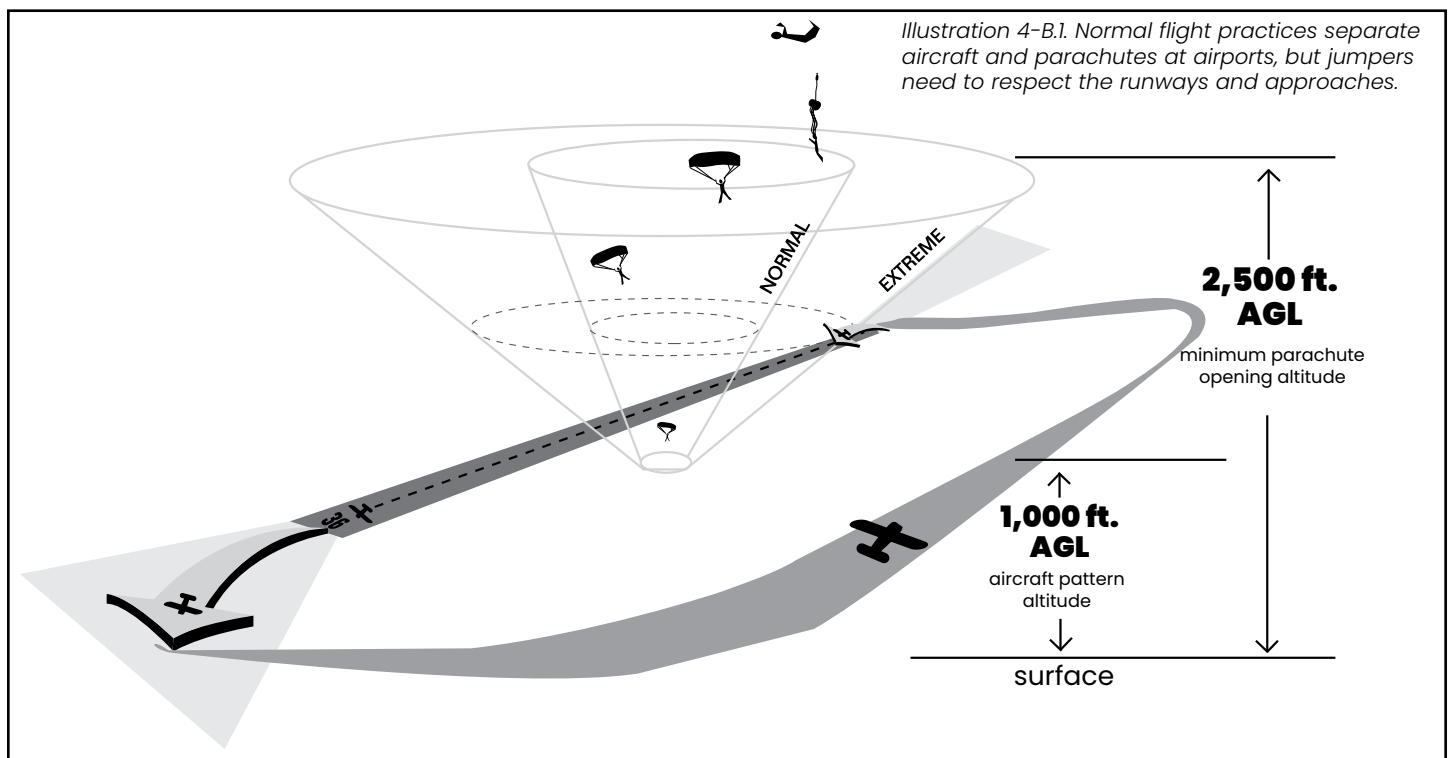 Illustration 4-B.1. Normal flight practices separate
aircraft and parachutes at airports, but jumpers
need to respect the runways and approaches.
NORMAL
EXTREME
2,500 ft.
AGL
minimum parachute
opening altitude
1,000 ft.
AGL
aircraft pattern
altitude
surface
36